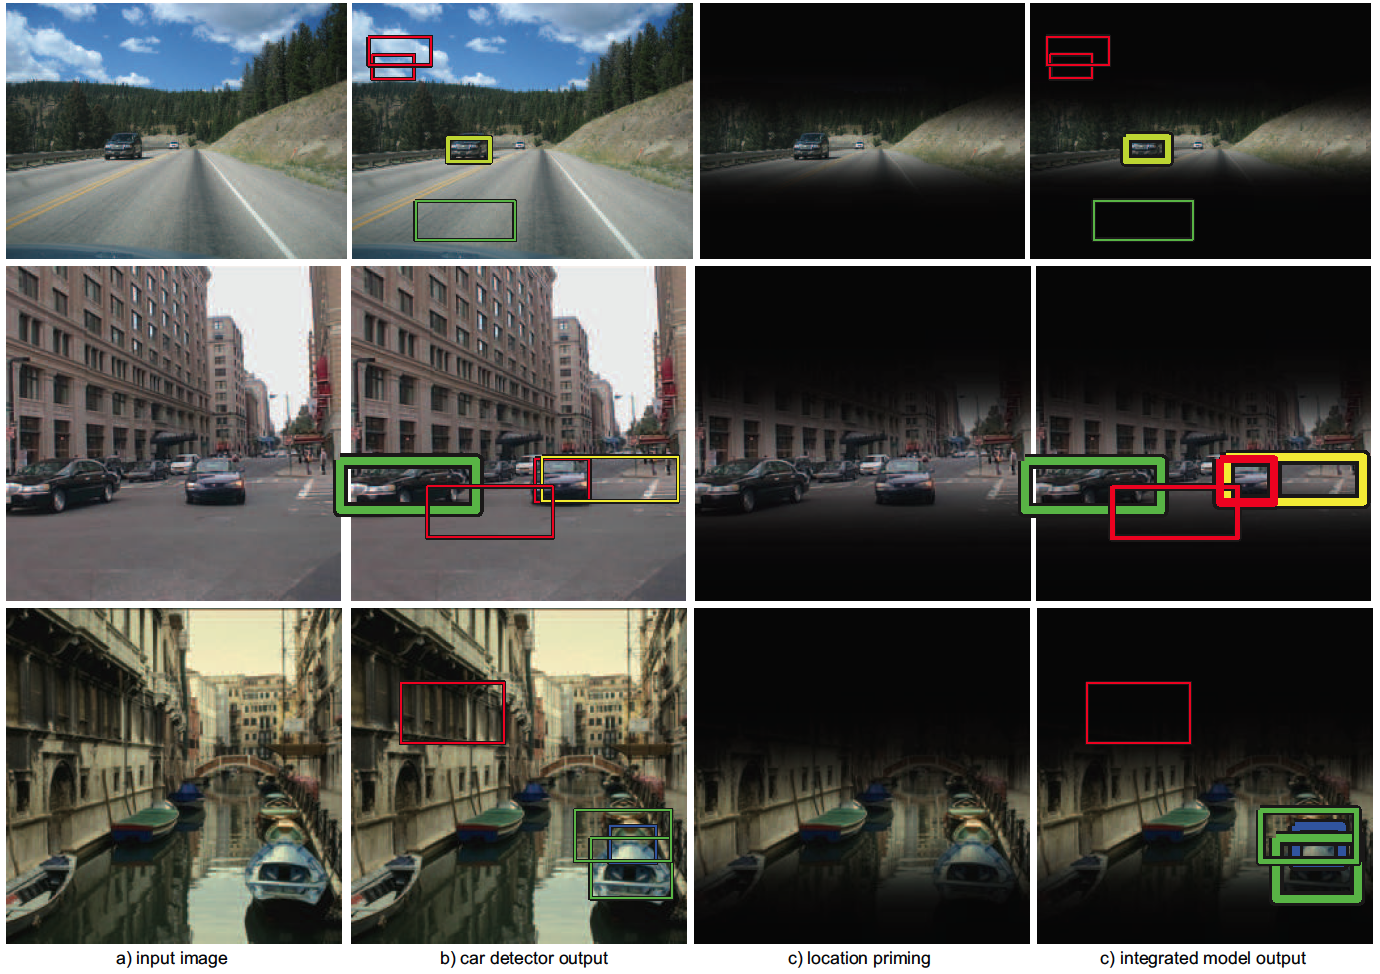 a) input image
b) car detector output
c) location priming
c) integrated model output